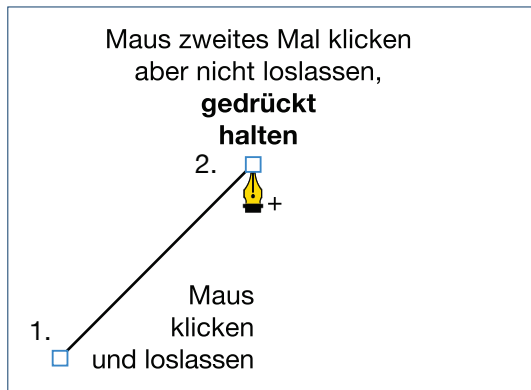 Maus zweites Mal klicken
aber nicht loslassen,
gedrückt
halten
2.
+
Maus
1.
klicken
und loslassen